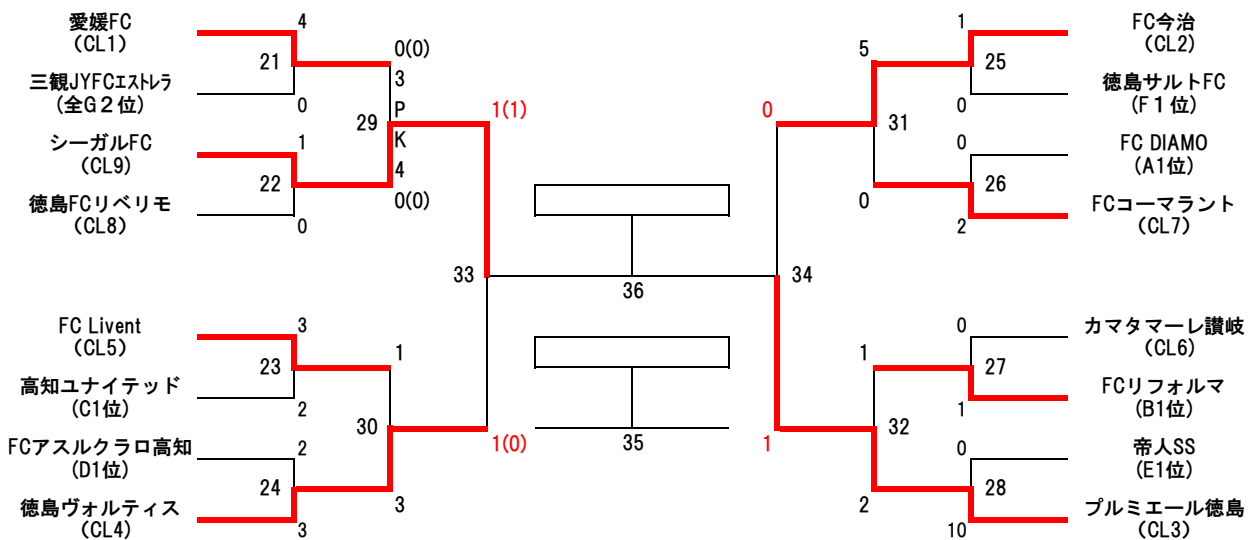 愛媛FC
(CL1)
4
21
三観JYFCエストレラ
(全G２位)
0
シーガルFC
(CL9)
1
22
徳島FCリベリモ
(CL8)
0
0(0)
3
P
K
4
0(0)
29
1(1)
33
FC Livent
(CL5)
3
23
高知ユナイテッド
(C1位)
2
FCアスルクラロ高知
(D1位)
2
24
徳島ヴォルティス
(CL4)
3
1
30
3
1(0)
36
35
0
34
1
5
31
0
1
32
2
1
FC今治
(CL2)
25
徳島サルトFC
(F１位)
0
0
FC DIAMO
(A1位)
26
FCコーマラント
(CL7)
2
0
カマタマーレ讃岐
(CL6)
27
FCリフォルマ
(B1位)
1
0
帝人SS
(E1位)
28
プルミエール徳島
(CL3)
10